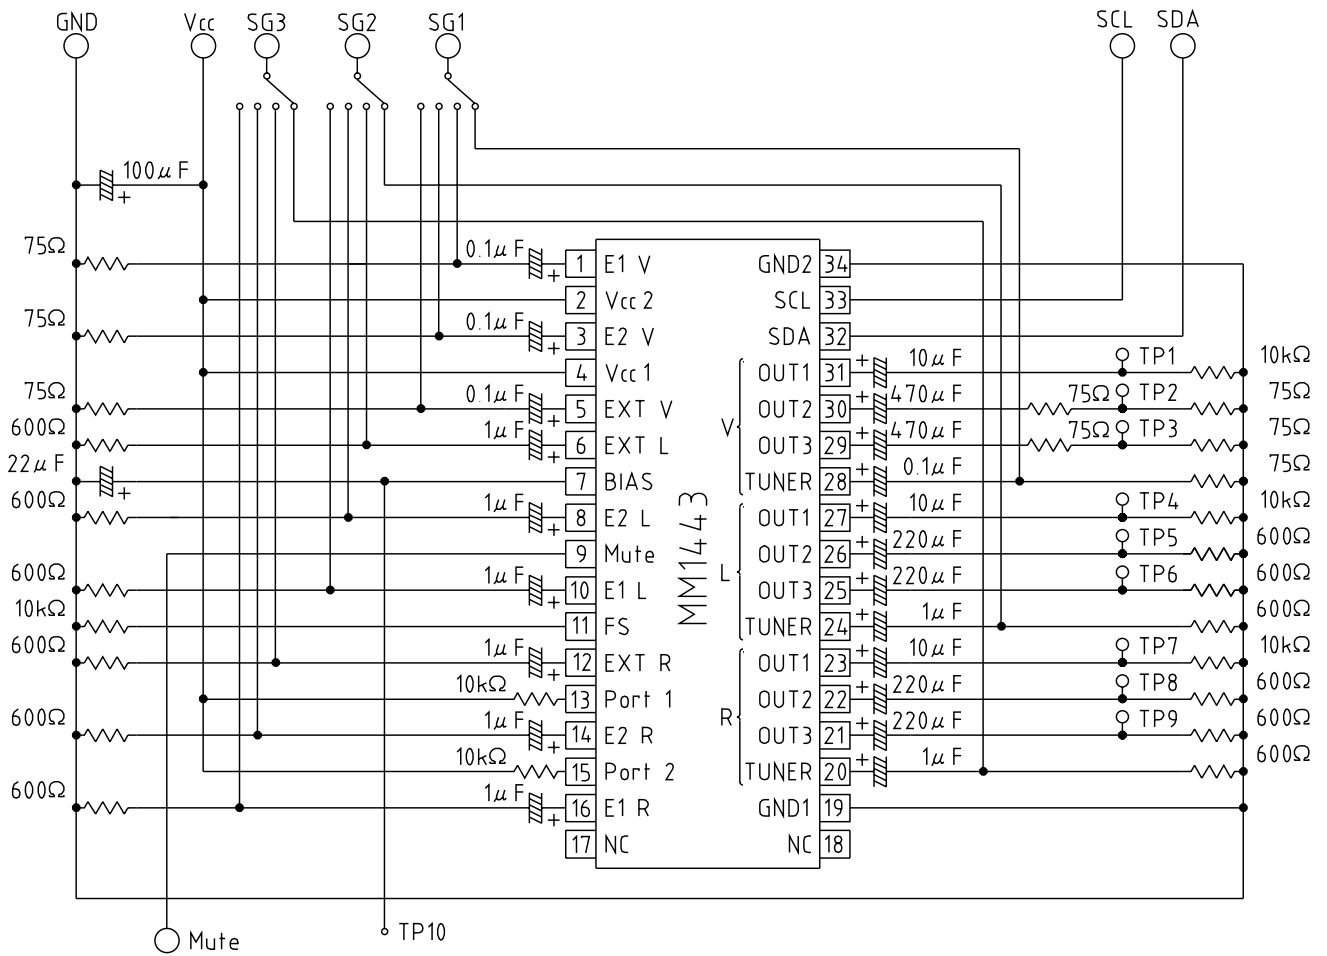 GND Vcc SG3 SG2 SG1 SCL SDA
100μF
+
75Ω 0.1μF + 1 E1 V GND2 34
2 Vcc2 SCL 33
75Ω 0.1μF + 3 E2 V SDA 32
4 Vcc1 OUT1 31 + 10μF TP1 10kΩ
75Ω 0.1μF + 5 EXT V OUT2 30 + 470μF 75Ω TP2 75Ω
600Ω 1μF + 6 EXT L V OUT3 29 + 470μF 75Ω TP3 75Ω
22μF + 7 BIAS TUNER 28 + 0.1μF 75Ω
600Ω 1μF + 8 E2 L OUT1 27 + 10μF TP4 10kΩ
9 Mute OUT2 26 + 220μF TP5 600Ω
600Ω 1μF + 10 E1 L L OUT3 25 + 220μF TP6 600Ω
10kΩ 11 FS TUNER 24 + 1μF 600Ω
600Ω 1μF + 12 EXT R OUT1 23 + 10μF TP7 10kΩ
10kΩ 13 Port 1 OUT2 22 + 220μF TP8 600Ω
600Ω 1μF + 14 E2 R R OUT3 21 + 220μF TP9 600Ω
10kΩ 15 Port 2 TUNER 20 + 1μF 600Ω
600Ω 1μF + 16 E1 R GND1 19
17 NC NC 18
MM1443
Mute TP10